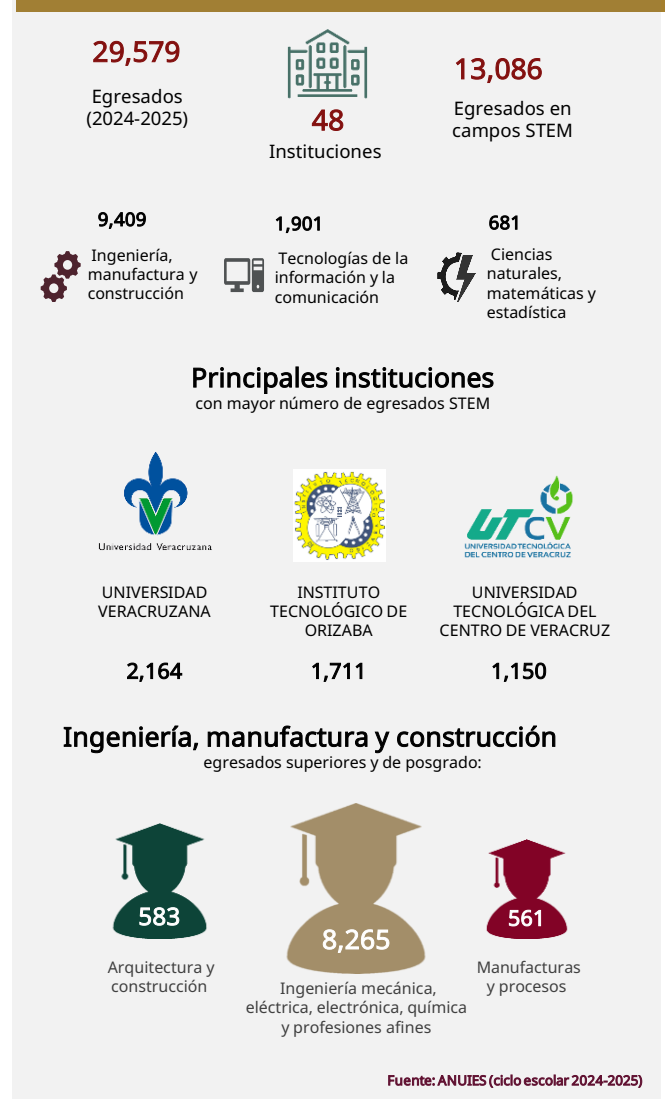 29,579
Egresados
(2024-2025)
48
Instituciones
13,086
Egresados en
campos STEM
9,409
Ingeniería,
manufactura y
construcción
1,901
Tecnologías de la
información y la
comunicación
681
Ciencias
naturales,
matemáticas y
estadística
Principales instituciones
con mayor número de egresados STEM
Universidad Veracruzana
UTCV
UNIVERSIDAD TECNOLÓGICA
DEL CENTRO DE VERACRUZ
UNIVERSIDAD
VERACRUZANA
2,164
INSTITUTO
TECNOLÓGICO DE
ORIZABA
1,711
UNIVERSIDAD
TECNOLÓGICA DEL
CENTRO DE VERACRUZ
1,150
Ingeniería, manufactura y construcción
egresados superiores y de posgrado:
583
Arquitectura y
construcción
8,265
Ingeniería mecánica,
eléctrica, electrónica, química
y profesiones afines
561
Manufacturas
y procesos
Fuente: ANUIES (ciclo escolar 2024-2025)